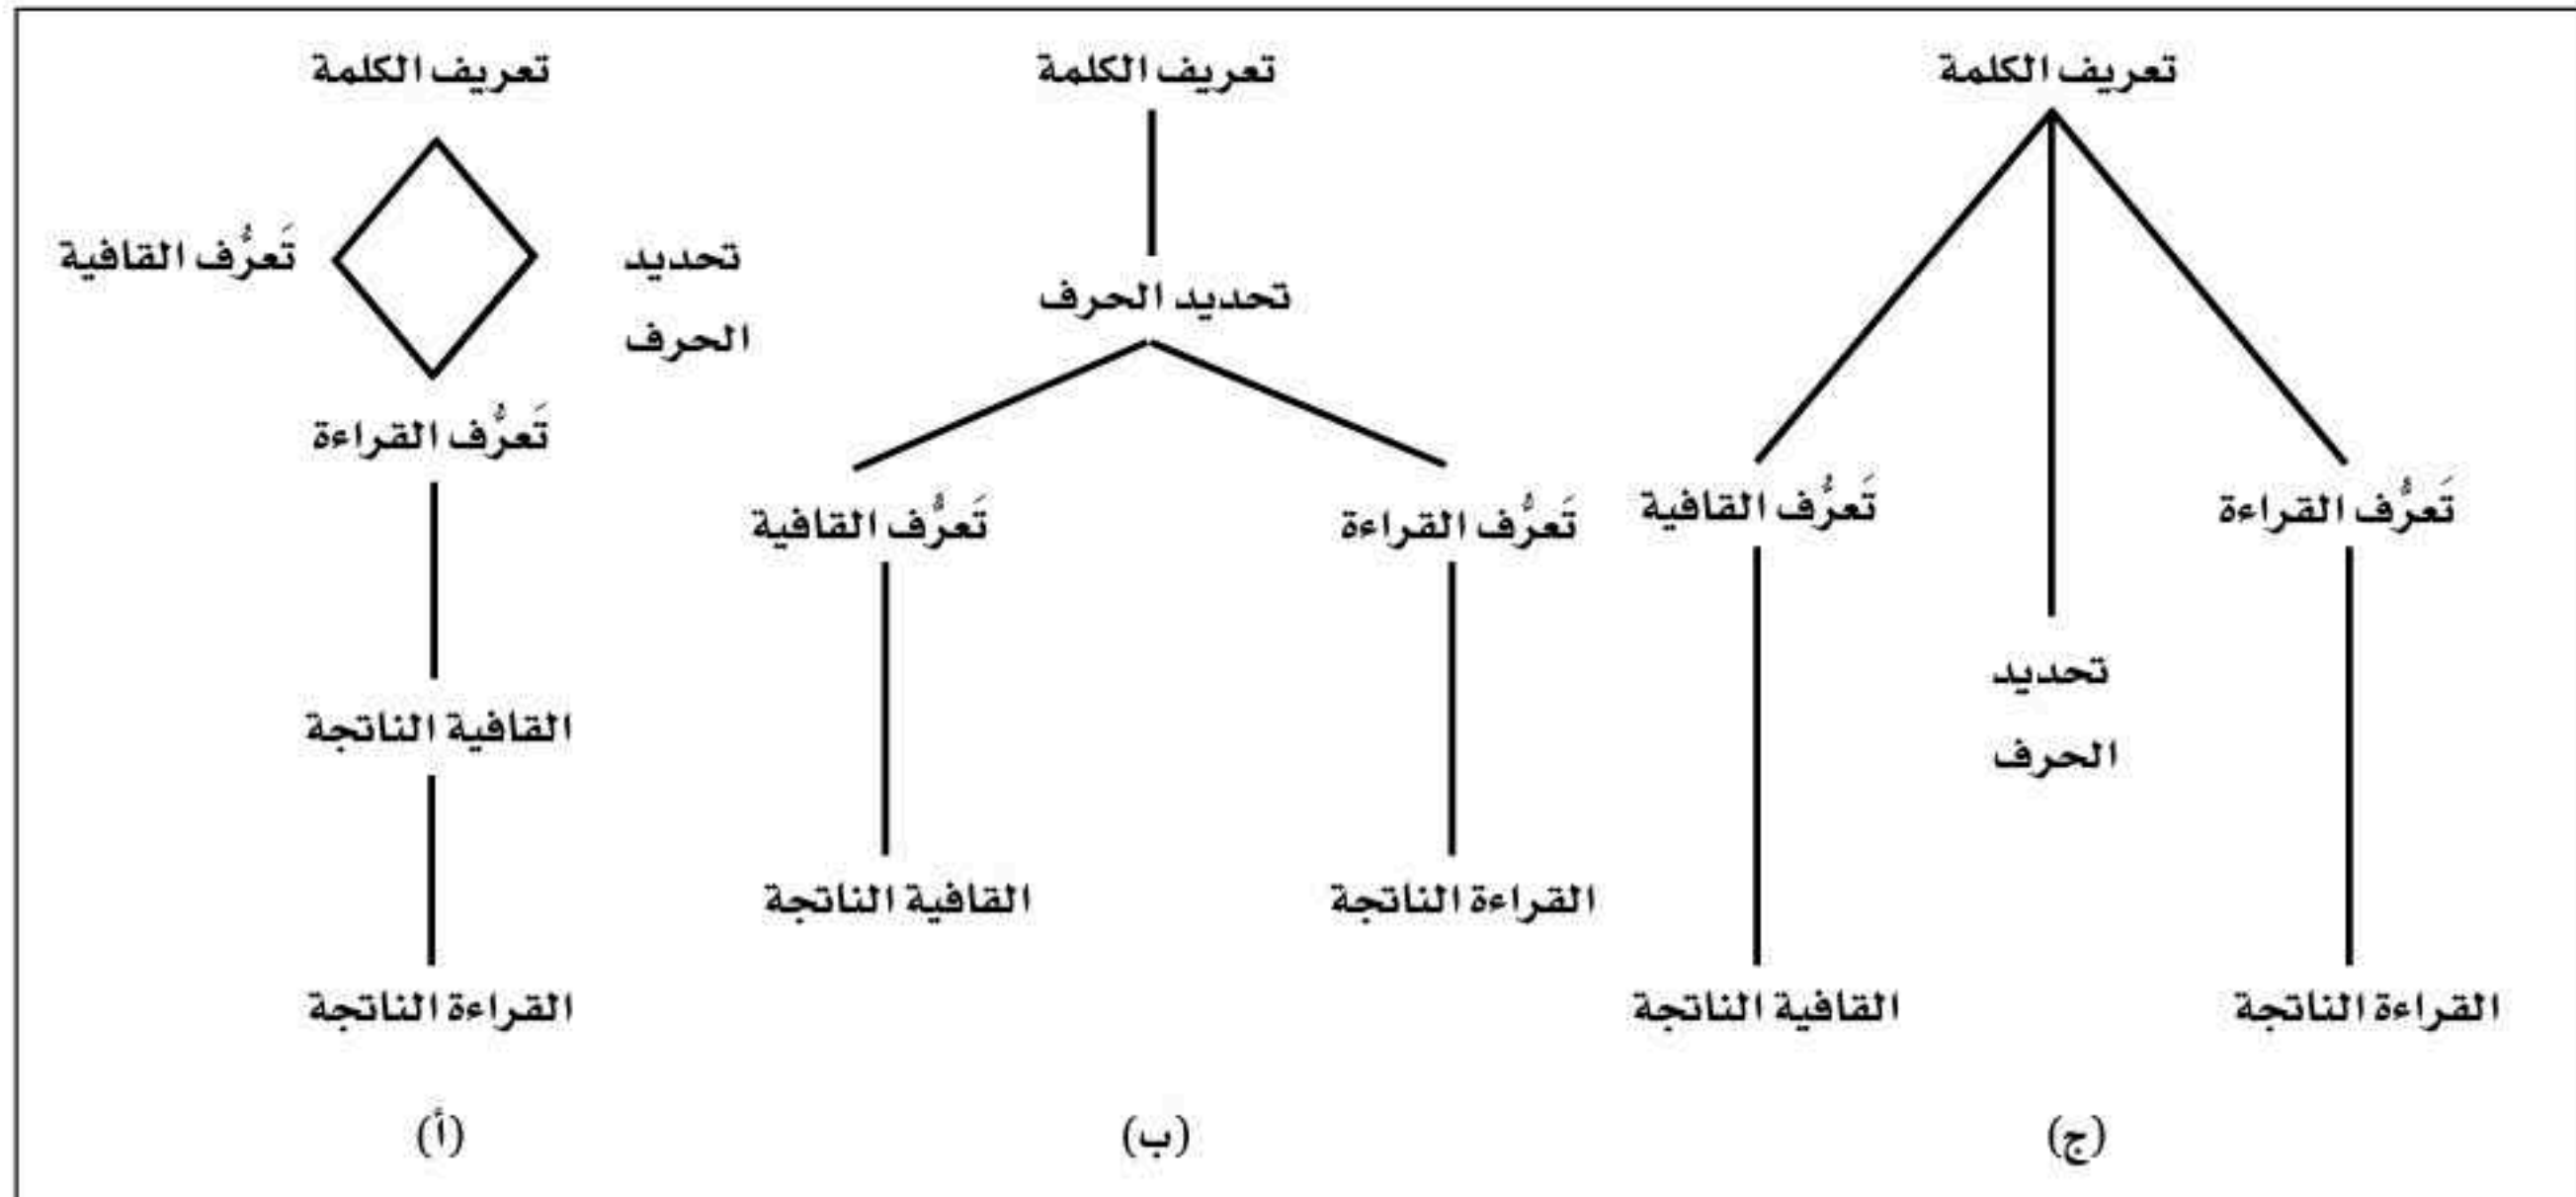 تعريف الكلمة
تَعرُّف القافية
تحديد
الحرف
تَعرُّف القراءة
القافية الناتجة
القراءة الناتجة
(أ)
تعريف الكلمة
تحديد الحرف
تَعرُّف القافية
تَعرُّف القراءة
القافية الناتجة
القراءة الناتجة
(ب)
تعريف الكلمة
تَعرُّف القافية
تَعرُّف القراءة
تحديد
الحرف
القافية الناتجة
القراءة الناتجة
(ج)